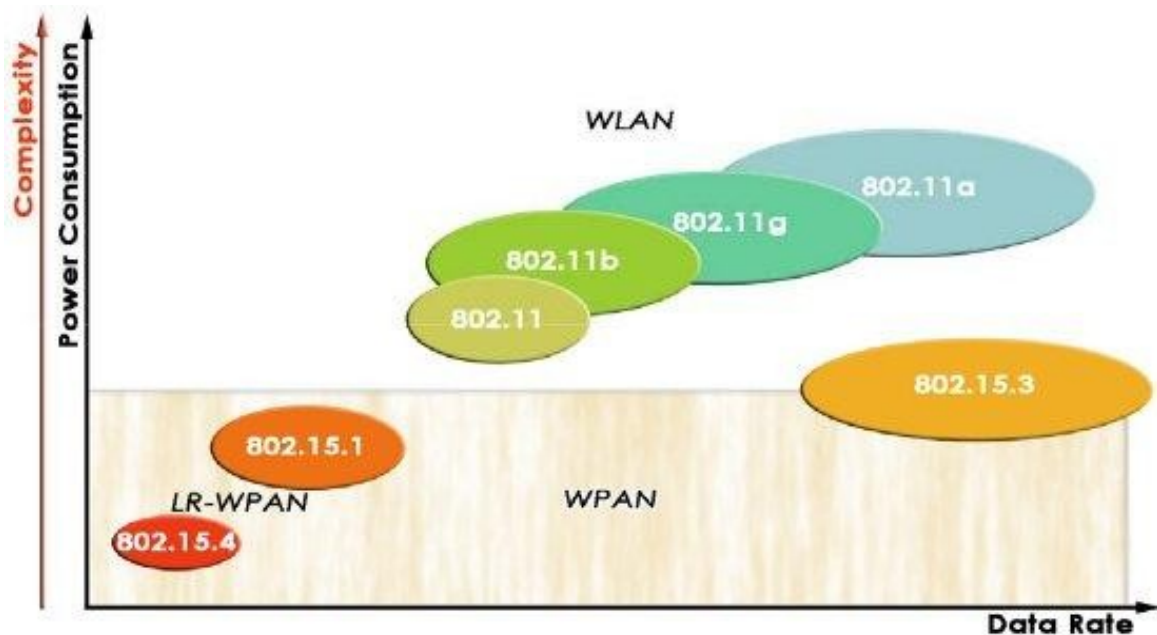 Complexity
Power Consumption
WLAN
802.11a
802.11g
802.11b
802.11
802.15.3
802.15.1
LR-WPAN
WPAN
802.15.4
Data Rate